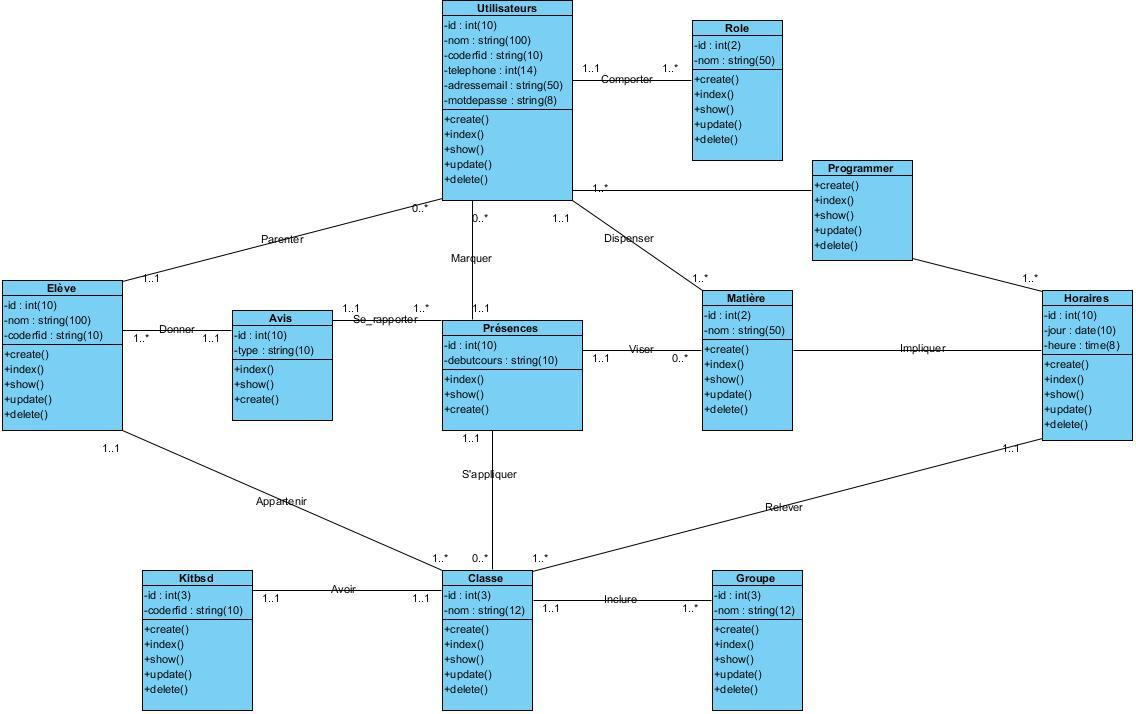 Utilisateurs
-id : int(10)
-nom : string(100)
-coderfid : string(10)
-telephone : int(14)
-adressemail : string(50)
-motdepasse : string(8)
+create()
+index()
+show()
+update()
+delete()
1..1
Comporter
1..*
Role
-id : int(2)
-nom : string(50)
+create()
+index()
+show()
+update()
+delete()
1..*
Programmer
+create()
+index()
+show()
+update()
+delete()
0..*
Parenter
1..1
0..*
Marquer
1..1
1..1
Dispenser
1..*
1..*
Elève
-id : int(10)
-nom : string(100)
-coderfid : string(10)
+create()
+index()
+show()
+update()
+delete()
Donner
1..*
1..1
Avis
-id : int(10)
-type : string(10)
+index()
+show()
+create()
1..1
Se_rapporter
1..*
Présences
-id : int(10)
-debutcours : string(10)
+index()
+show()
+create()
1..1
Viser
0..*
Matière
-id : int(2)
-nom : string(50)
+create()
+index()
+show()
+update()
+delete()
Impliquer
Horaires
-id : int(10)
-jour : date(10)
-heure : time(8)
+create()
+index()
+show()
+update()
+delete()
1..1
Appartenir
1..*
1..1
S'appliquer
0..*
1..1
Relever
1..*
Kitbsd
-id : int(3)
-coderfid : string(10)
+create()
+index()
+show()
+update()
+delete()
Avoir
1..1
1..1
Classe
-id : int(3)
-nom : string(12)
+create()
+index()
+show()
+update()
+delete()
Inclure
1..1
1..*
Groupe
-id : int(3)
-nom : string(12)
+create()
+index()
+show()
+update()
+delete()